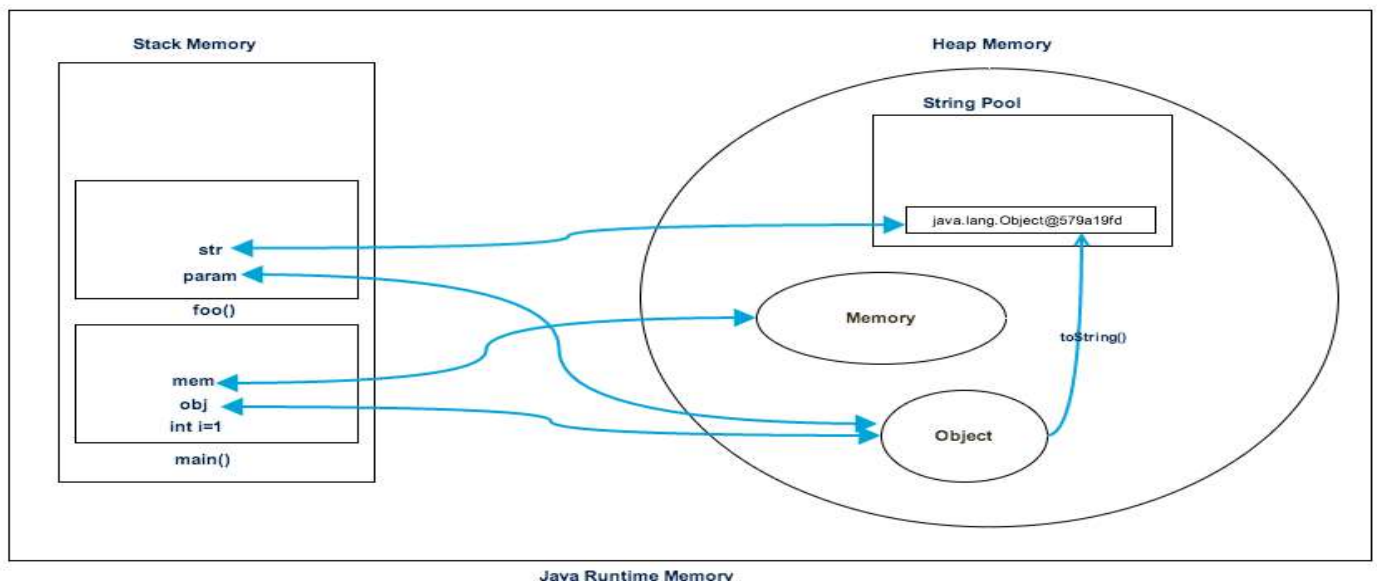 Stack Memory
Heap Memory
String Pool
java.lang.Object@579a19fd
str
param
foo()
Memory
toString()
mem
obj
int i=1
Object
main()
Java Runtime Memory